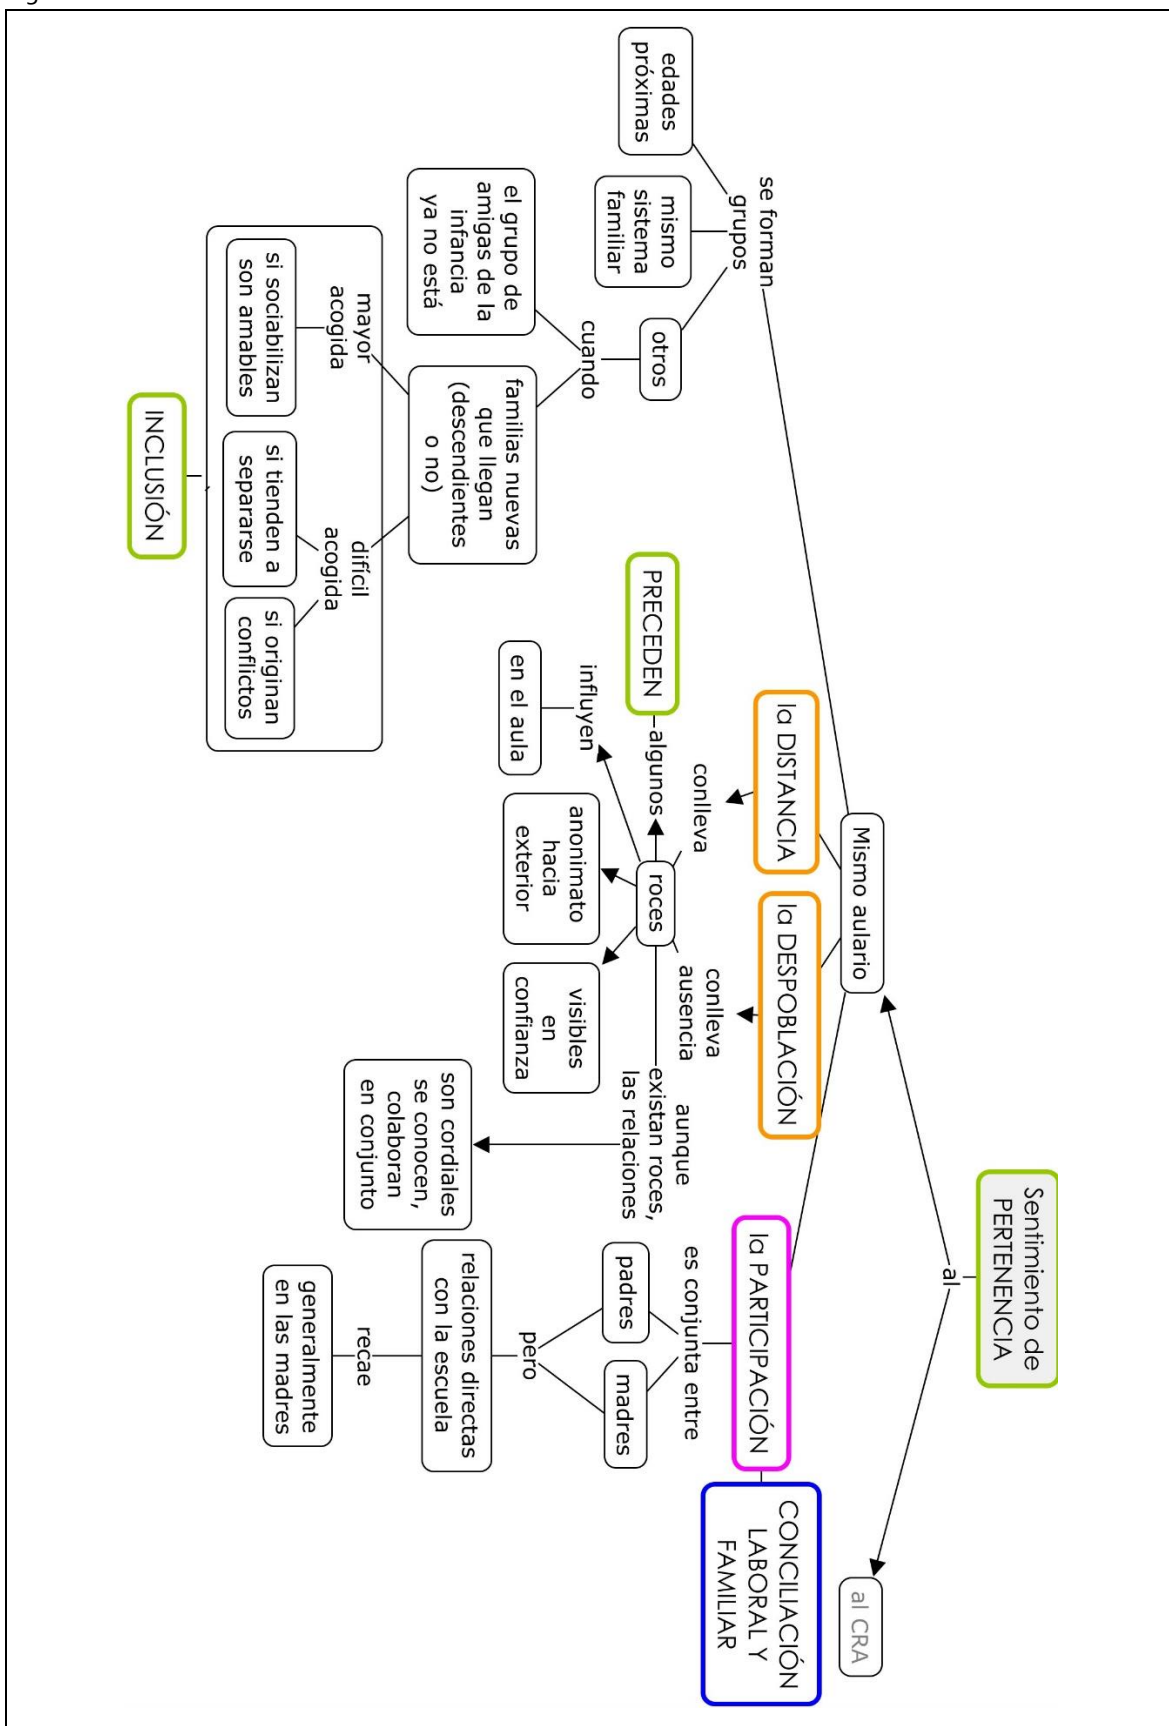 Sentimiento de
PERTENENCIA
al
Mismo aulario
al CRA
se forman
grupos
edades
próximas
mismo
sistema
familiar
otros
cuando
el grupo de
amigas de la
infancia
ya no está
familias nuevas
que llegan
(descendientes
o no)
mayor
acogida
si sociabilizan
son amables
difícil
acogida
si tienden a
separarse
si originan
conflictos
INCLUSIÓN
la DISTANCIA
conlleva
la DESPOBLACIÓN
conlleva
ausencia
roces
algunos
PRECEDEN
influyen
en el aula
anonimato
hacia
exterior
visibles
en
confianza
aunque
existan roces,
las relaciones
son cordiales
se conocen,
colaboran
en conjunto
la PARTICIPACIÓN
es conjunta entre
padres
madres
pero
relaciones directas
con la escuela
recae
generalmente
en las madres
CONCILIACIÓN
LABORAL Y
FAMILIAR